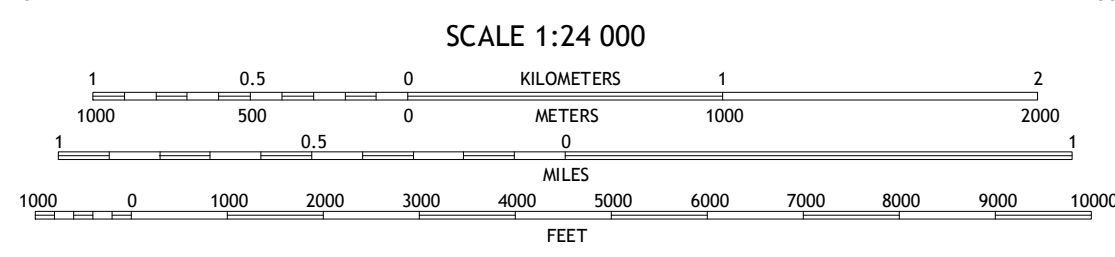 SCALE 1:24 000
1 0.5 0 KILOMETERS 1 2
1000 500 0 METERS 1000 2000
1 0.5 0 1
MILES
1000 0 1000 2000 3000 4000 5000 6000 7000 8000 9000 10000
FEET